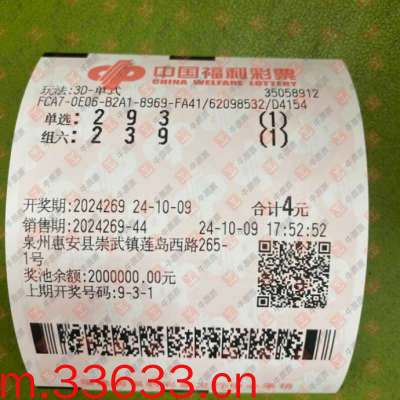 中国福利彩票
CHINA WELFARE LOTTERY
玩法:3D-单式 35058912
FCA7-0E06-B2A1-8969-FA41/62098532/D4154
单选: 2 9 3 (1)
组六: 2 3 9 (1)
开奖期:2024269 24-10-09 合计4元
销售期:2024269-44 24-10-09 17:52:52
泉州惠安县崇武镇莲岛西路265-
1号
奖池余额:2000000.00元
上期开奖号码:9-3-1
m.33633.cn